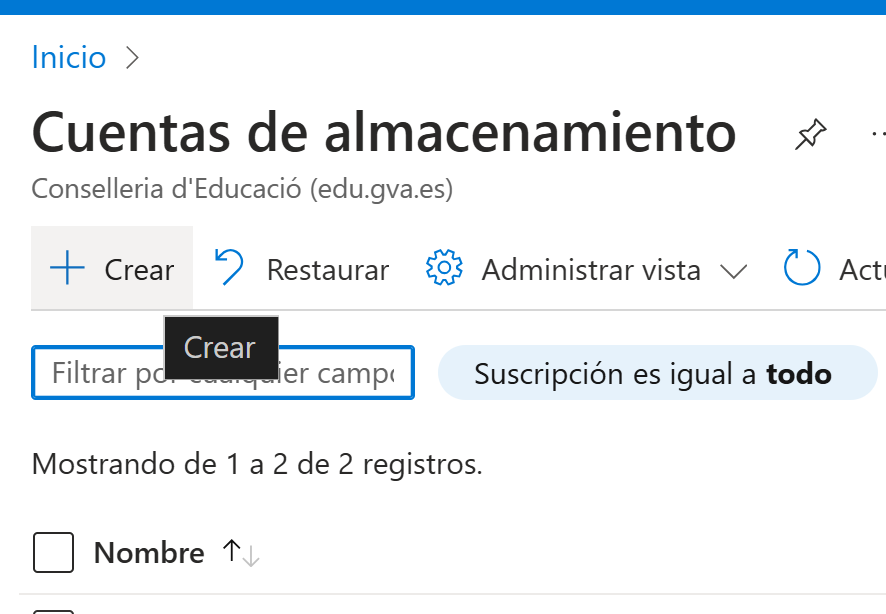 Inicio
Cuentas de almacenamiento
Conselleria d'Educació (edu.gva.es)
Crear Restaurar Administrar vista
Crear
Filtrar Suscripción es igual a todo
Mostrando de 1 a 2 de 2 registros.
Nombre